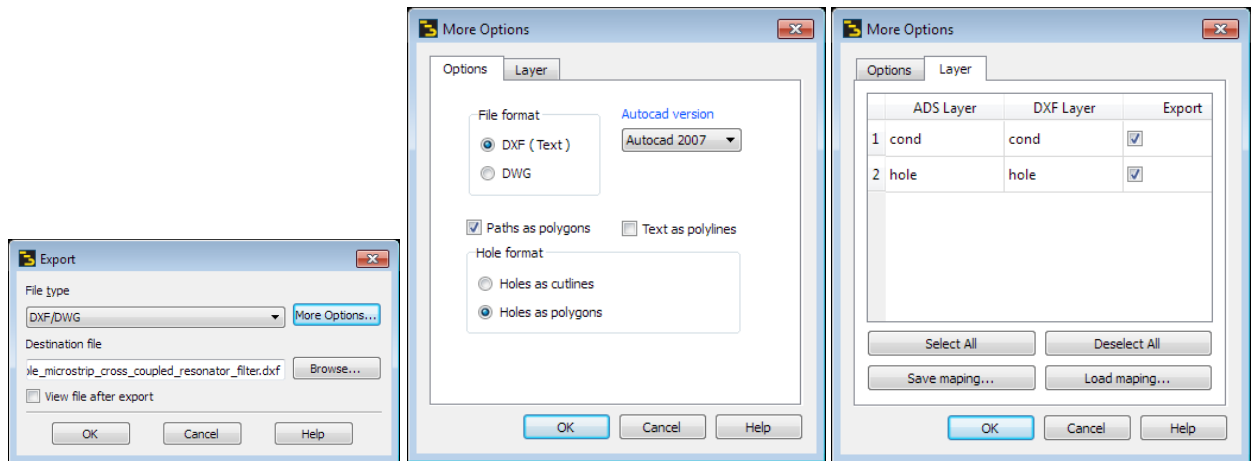 Export
File type
DXF/DWG
More Options...
Destination file
ole_microstrip_cross_coupled_resonator_filter.dxf
Browse...
View file after export
OK Cancel Help
More Options
Options Layer
File format
DXF ( Text )
DWG
Autocad version
Autocad 2007
Paths as polygons
Text as polylines
Hole format
Holes as cutlines
Holes as polygons
OK Cancel Help
More Options
Options Layer
ADS Layer DXF Layer Export
1 cond cond
2 hole hole
Select All Deselect All
Save maping... Load maping...
OK Cancel Help